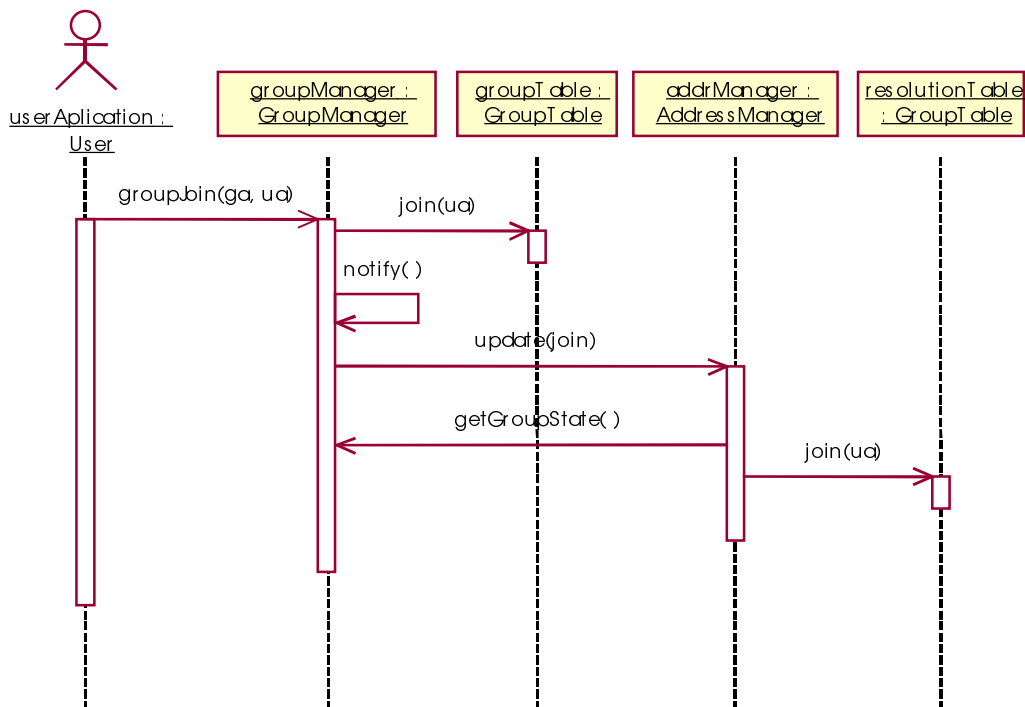 userAplication :
User
groupManager :
GroupManager
groupTable :
GroupTable
addrManager :
AddressManager
resolutionTable
: GroupTable
groupJoin(ga, ua)
join(ua)
notify( )
update(join)
getGroupState( )
join(ua)